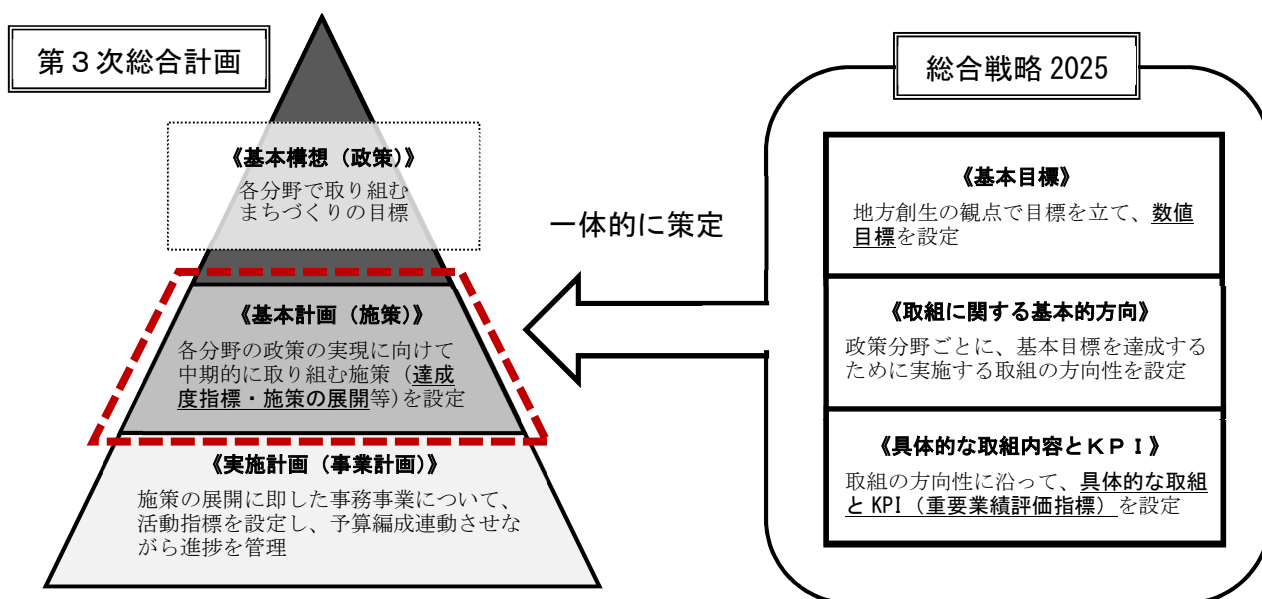 第３次総合計画
《基本構想（政策）》
各分野で取り組む
まちづくりの目標
《基本計画（施策）》
各分野の政策の実現に向けて
中期的に取り組む施策（達成
度指標・施策の展開等)を設定
《実施計画（事業計画）》
施策の展開に即した事務事業について、
活動指標を設定し、予算編成連動させな
がら進捗を管理
一体的に策定
総合戦略 2025
《基本目標》
地方創生の観点で目標を立て、数値
目標を設定
《取組に関する基本的方向》
政策分野ごとに、基本目標を達成する
ために実施する取組の方向性を設定
《具体的な取組内容とＫＰＩ》
取組の方向性に沿って、具体的な取組
と KPI（重要業績評価指標）を設定